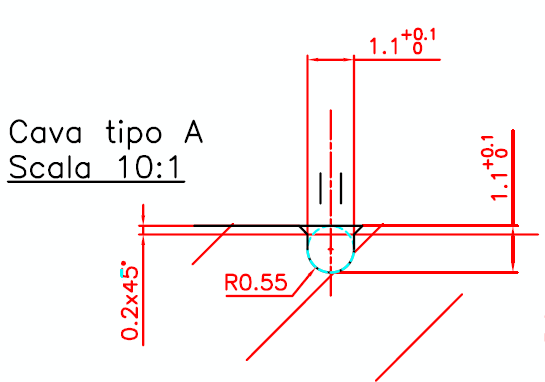 1.1 +0.1 0
Cava tipo A
Scala 10:1
1.1 +0.1 0
R0.55
0.2x45°